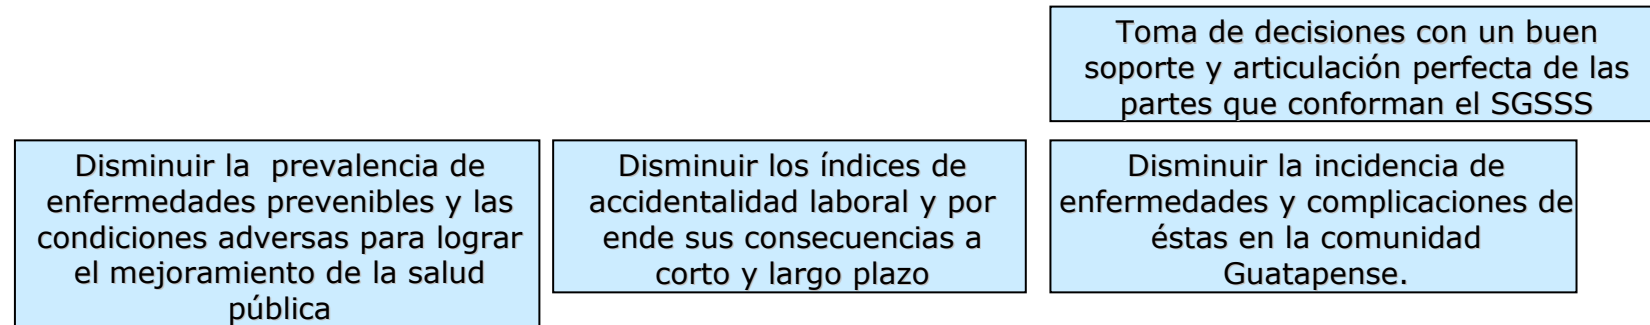 Toma de decisiones con un buen
soporte y articulación perfecta de las
partes que conforman el SGSSS
Disminuir la  prevalencia de
enfermedades prevenibles y las
condiciones adversas para lograr
el mejoramiento de la salud
pública
Disminuir los índices de
accidentalidad laboral y por
ende sus consecuencias a
corto y largo plazo
Disminuir la incidencia de
enfermedades y complicaciones de
éstas en la comunidad
Guatapense.